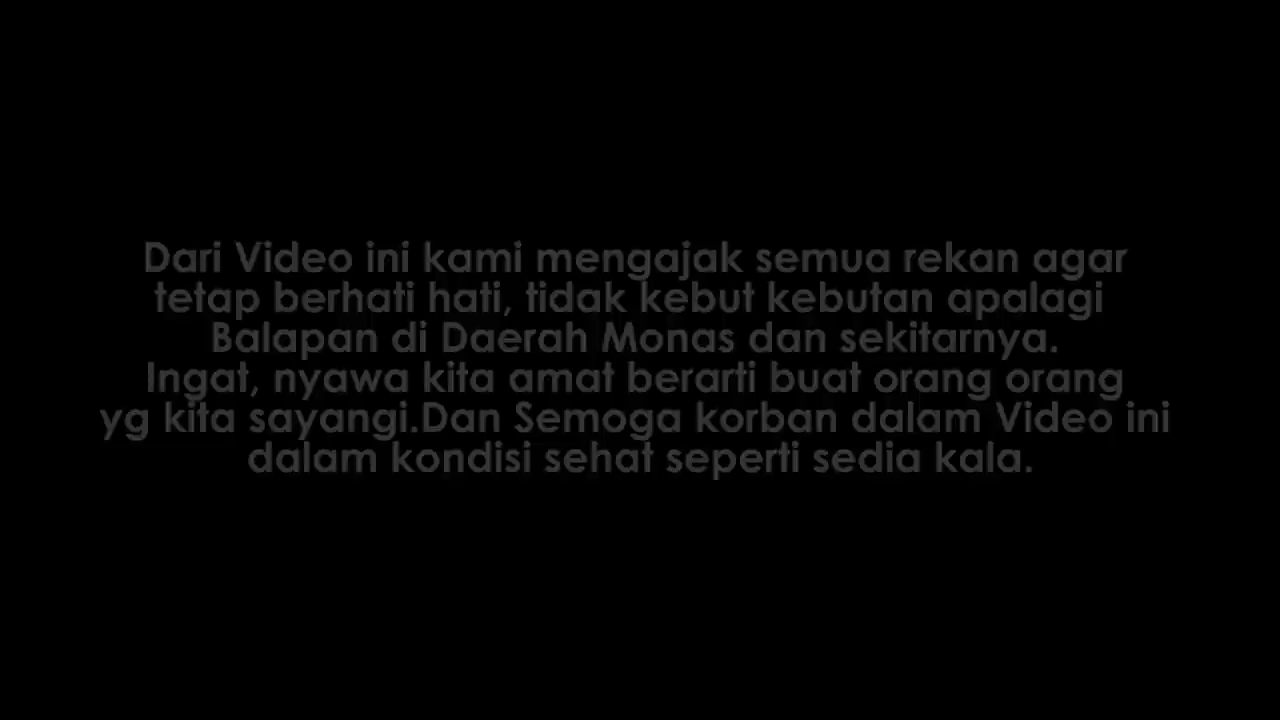 Dari Video ini kami mengajak semua rekan agar
tetap berhati hati, tidak kebut kebutan apalagi
Balapan di Daerah Monas dan sekitarnya.
Ingat, nyawa kita amat berarti buat orang orang
yg kita sayangi.Dan Semoga korban dalam Video ini
dalam kondisi sehat seperti sedia kala.